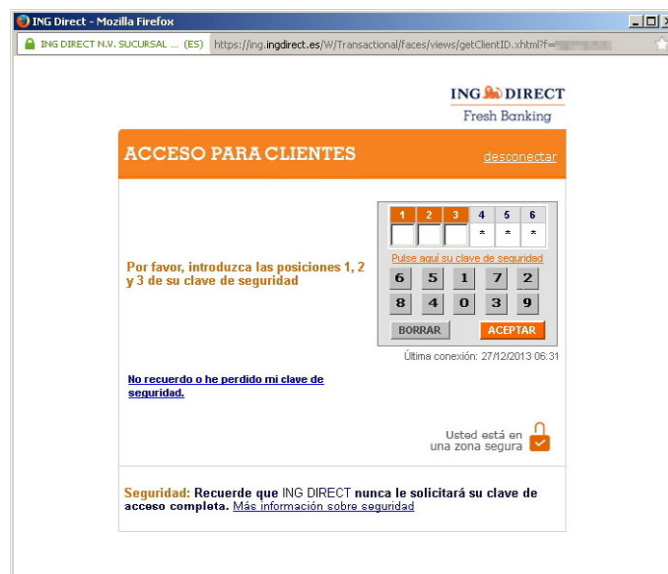 ING Direct - Mozilla Firefox
ING DIRECT N.V. SUCURSAL ... (ES) https://ing.ingdirect.es/W/Transactional/faces/views/getClientID.xhtml?f=
ING DIRECT
Fresh Banking
ACCESO PARA CLIENTES desconectar
1 2 3 4 5 6
* * *
Pulse aquí su clave de seguridad
Por favor, introduzca las posiciones 1, 2
y 3 de su clave de seguridad
6 5 1 7 2
8 4 0 3 9
BORRAR ACEPTAR
Última conexión: 27/12/2013 06:31
No recuerdo o he perdido mi clave de
seguridad.
Usted está en
una zona segura
Seguridad: Recuerde que ING DIRECT nunca le solicitará su clave de
acceso completa. Más información sobre seguridad